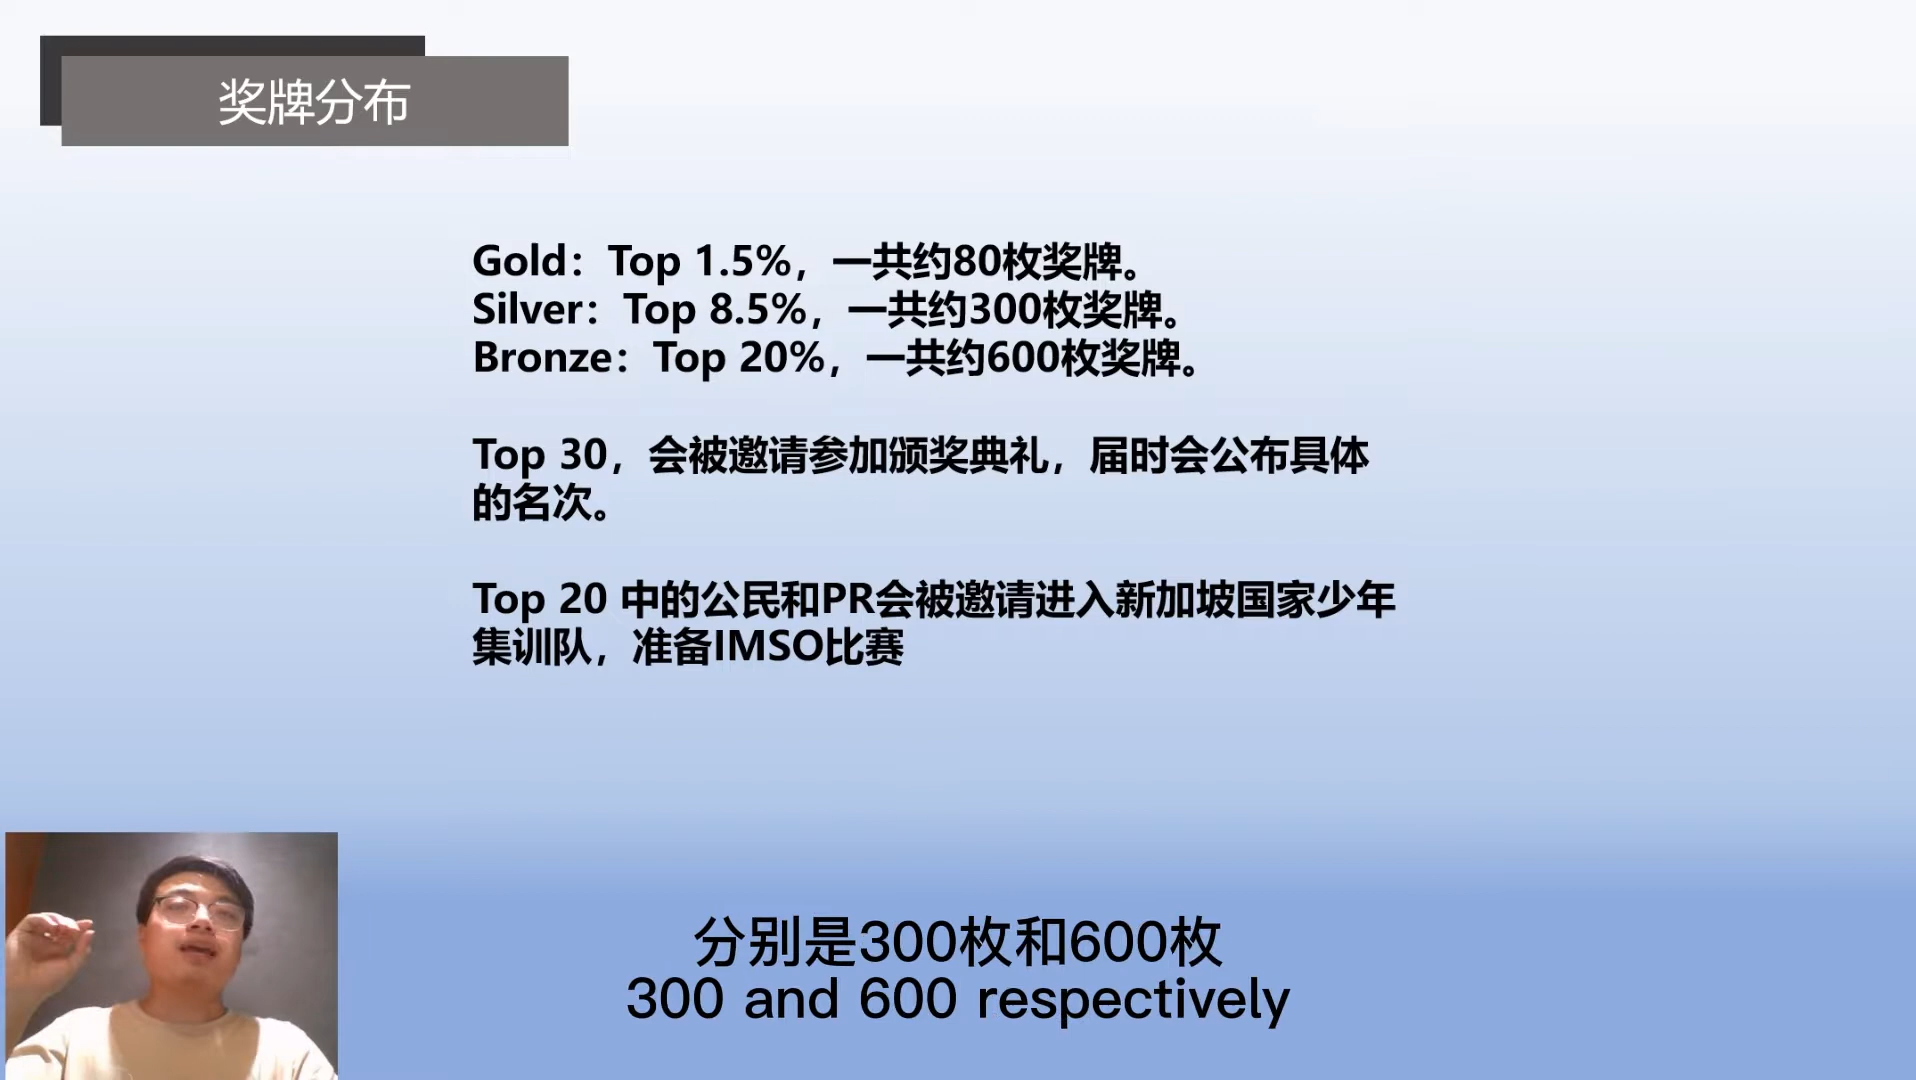 奖牌分布
Gold：Top 1.5%，一共约80枚奖牌。
Silver：Top 8.5%，一共约300枚奖牌。
Bronze：Top 20%，一共约600枚奖牌。
Top 30，会被邀请参加颁奖典礼，届时会公布具体
的名次。
Top 20 中的公民和PR会被邀请进入新加坡国家少年
集训队，准备IMSO比赛
分别是300枚和600枚
300 and 600 respectively